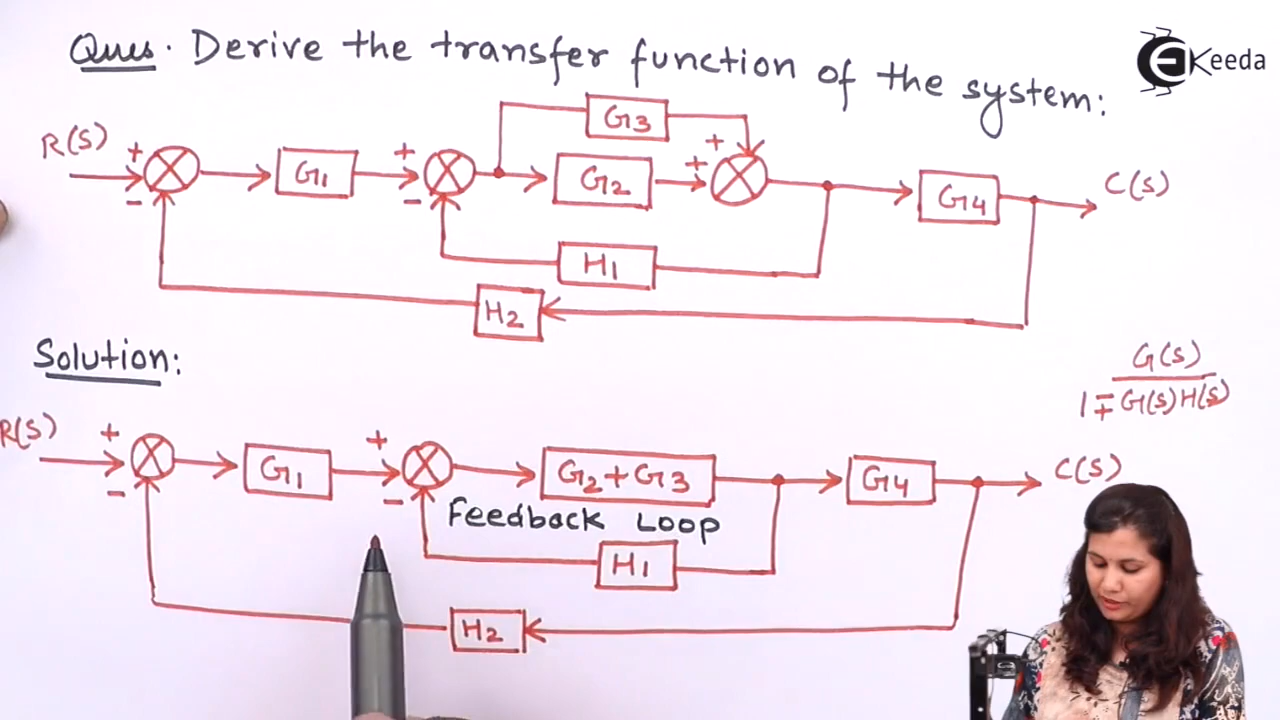 Ques. Derive the transfer function of the system:
EKeeda
R(S) + - G1 + - G3 G2 + + G4 C(s)
H1
H2
Solution:
G(s)
1∓G(s)H(s)
R(S) + - G1 + - G2+G3 G4 C(s)
Feedback Loop
H1
H2